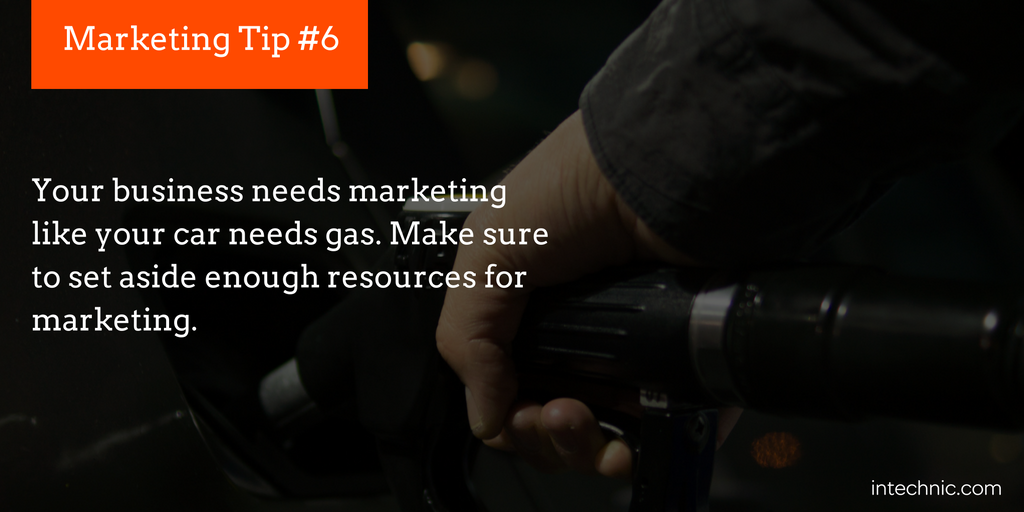 Marketing Tip #6
Your business needs marketing
like your car needs gas. Make sure
to set aside enough resources for
marketing.
intechnic.com